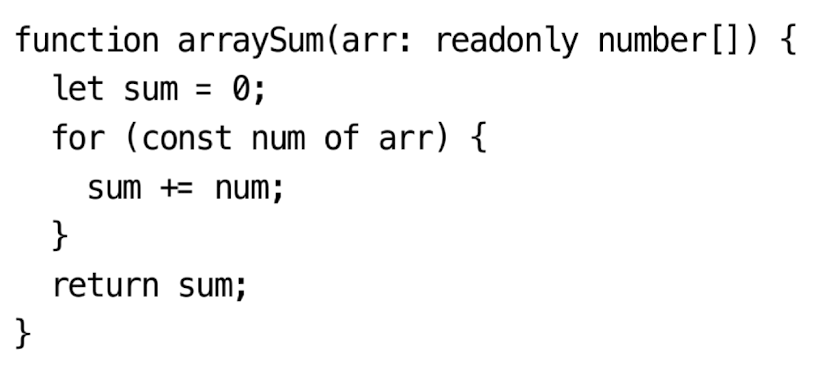 function arraySum(arr: readonly number[]) {
  let sum = 0;
  for (const num of arr) {
    sum += num;
  }
  return sum;
}